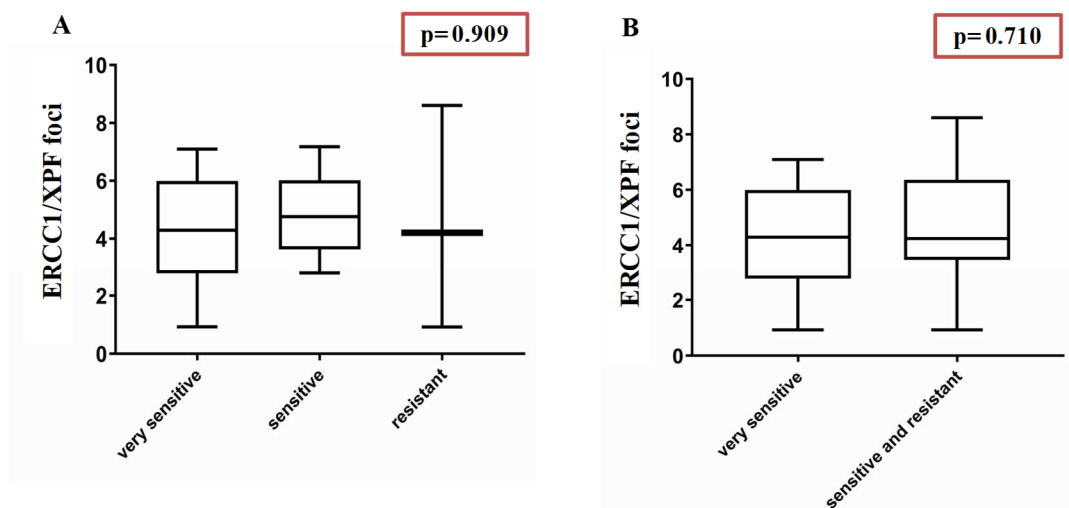 A
p=0.909
ERCC1/XPF foci
10
8
6
4
2
0
very sensitive
sensitive
resistant
B
p=0.710
ERCC1/XPF foci
10
8
6
4
2
0
very sensitive
sensitive and resistant